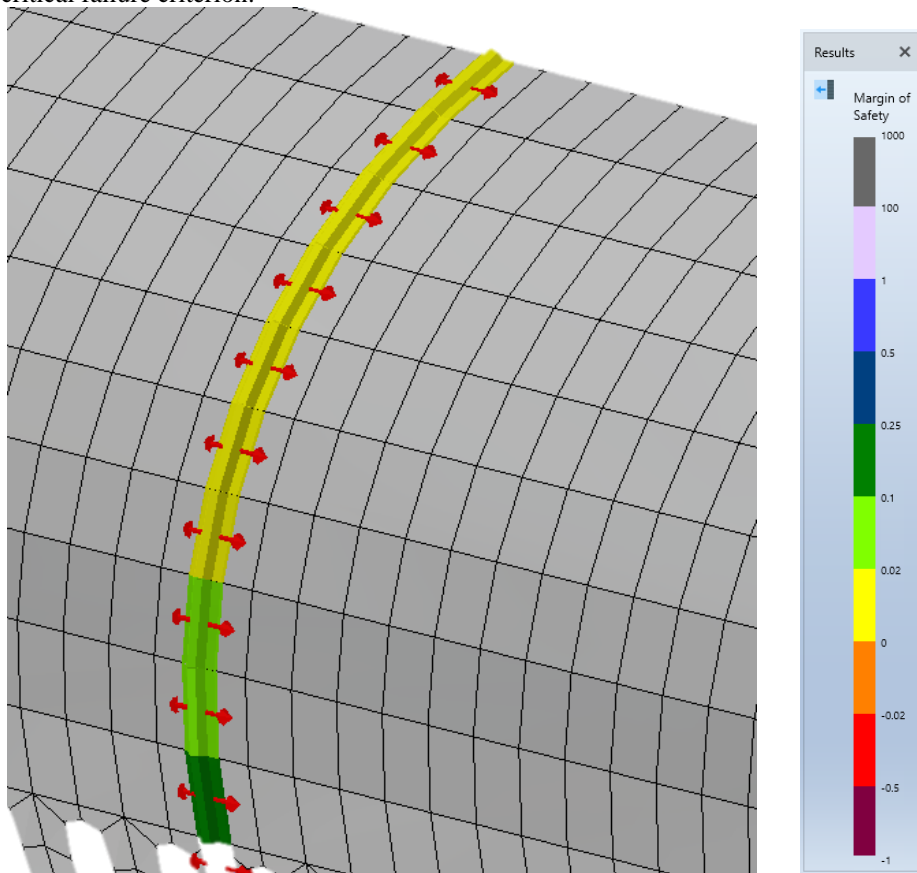 critical failure criterion.
Results
Margin of
Safety
1000
100
1
0.5
0.25
0.1
0.02
0
-0.02
-0.5
-1